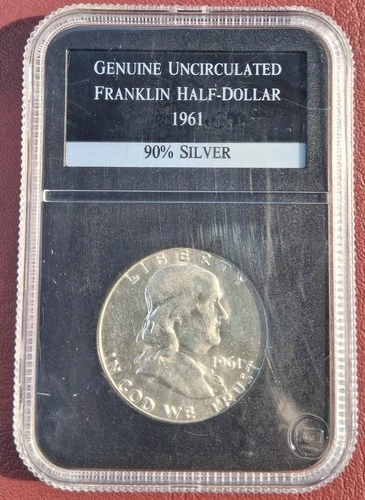 GENUINE UNCIRCULATED
FRANKLIN HALF-DOLLAR
1961
90% SILVER
LIBERTY
1961
IN GOD WE TRUST